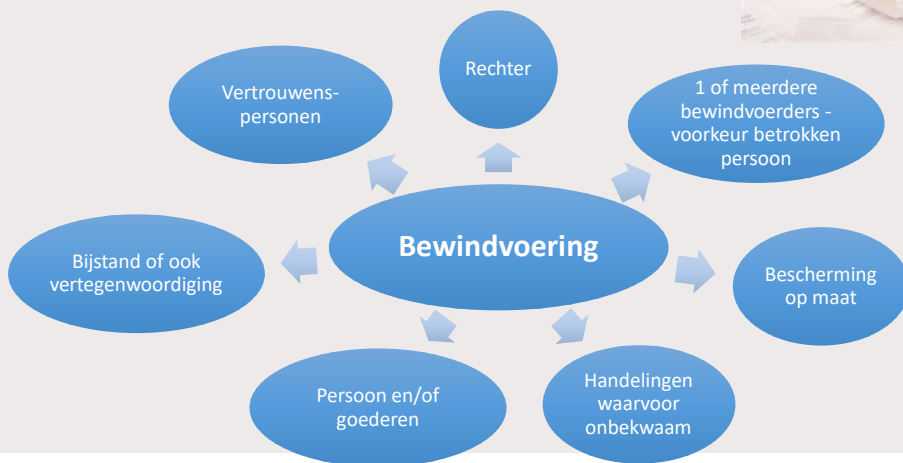 Rechter
Vertrouwens-
personen
1 of meerdere
bewindvoerders -
voorkeur betrokken
persoon
Bewindvoering
Bijstand of ook
vertegenwoordiging
Bescherming
op maat
Persoon en/of
goederen
Handelingen
waarvoor
onbekwaam